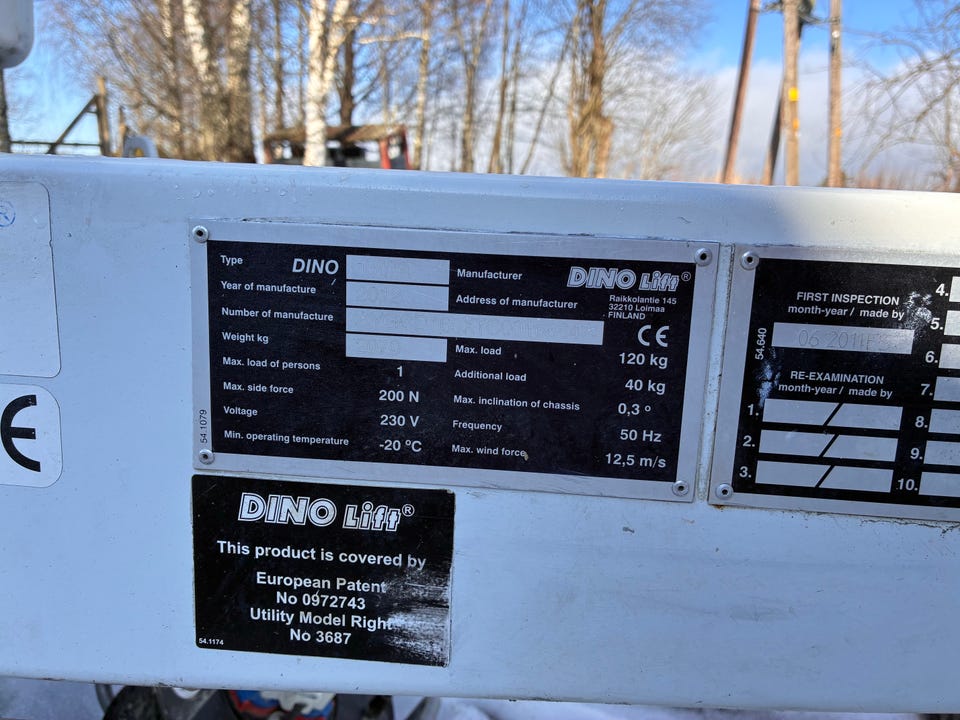 Type DINO
Manufacturer DINO Lift®
Year of manufacture
Address of manufacturer
Raikkolantie 145
32210 Loimaa
FINLAND
Number of manufacture
CE
Weight kg
Max. load 120 kg
Max. load of persons 1
Additional load 40 kg
Max. side force 200 N
Max. inclination of chassis 0,3 º
Voltage 230 V
Frequency 50 Hz
Min. operating temperature -20 ºC
Max. wind force 12,5 m/s
54.1079
FIRST INSPECTION
month-year / made by
06 2011
RE-EXAMINATION
month-year / made by
1.
2.
3.
4.
5.
6.
7.
8.
9.
10.
54.640
CE
®
DINO Lift®
This product is covered by
European Patent
No 0972743
Utility Model Right
No 3687
54.1174